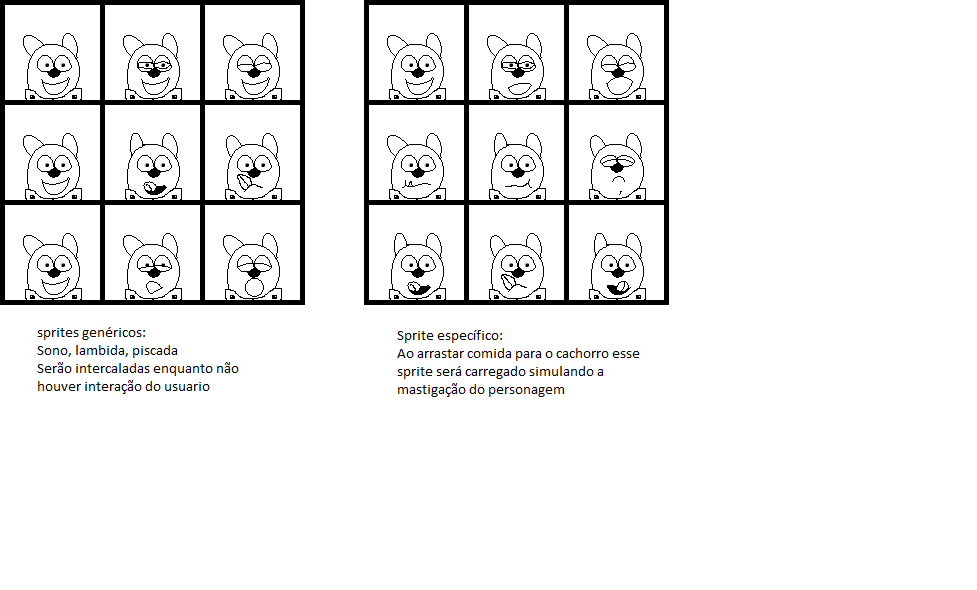 sprites genéricos:
Sono, lambida, piscada
Serão intercaladas enquanto não
houver interação do usuario
Sprite específico:
Ao arrastar comida para o cachorro esse
sprite será carregado simulando a
mastigação do personagem